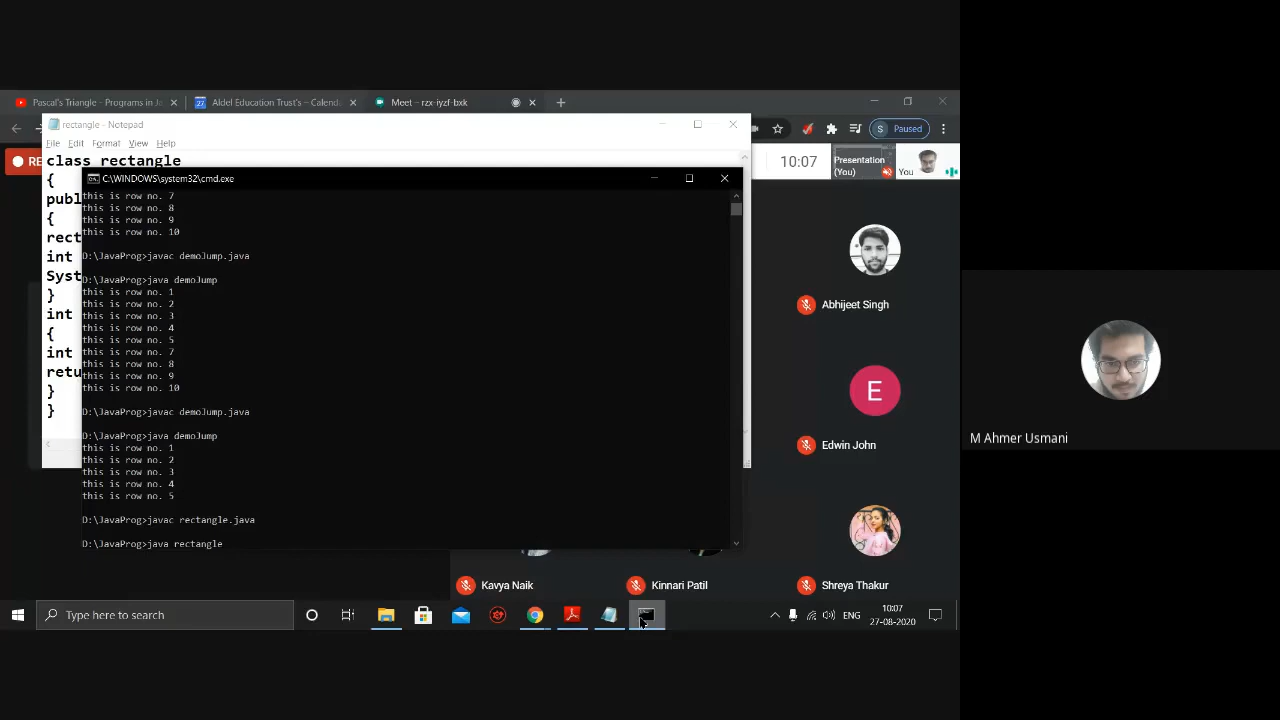 Pascal's Triangle - Programs in Ja
Aldel Education Trust's - Calenda
Meet - rzx-iyzf-bxk
Paused
rectangle - Notepad
File Edit Format View Help
class rectangle
{
publ
{
rect
int
Syst
}
int
{
int
retu
}
}
C:\WINDOWS\system32\cmd.exe
this is row no. 7
this is row no. 8
this is row no. 9
this is row no. 10
D:\JavaProg>javac demoJump.java
D:\JavaProg>java demoJump
this is row no. 1
this is row no. 2
this is row no. 3
this is row no. 4
this is row no. 5
this is row no. 7
this is row no. 8
this is row no. 9
this is row no. 10
D:\JavaProg>javac demoJump.java
D:\JavaProg>java demoJump
this is row no. 1
this is row no. 2
this is row no. 3
this is row no. 4
this is row no. 5
D:\JavaProg>javac rectangle.java
D:\JavaProg>java rectangle
RE
S
10:07
Presentation
(You)
You
Abhijeet Singh
E
Edwin John
Kavya Naik
Kinnari Patil
Shreya Thakur
M Ahmer Usmani
Type here to search
ENG
10:07
27-08-2020